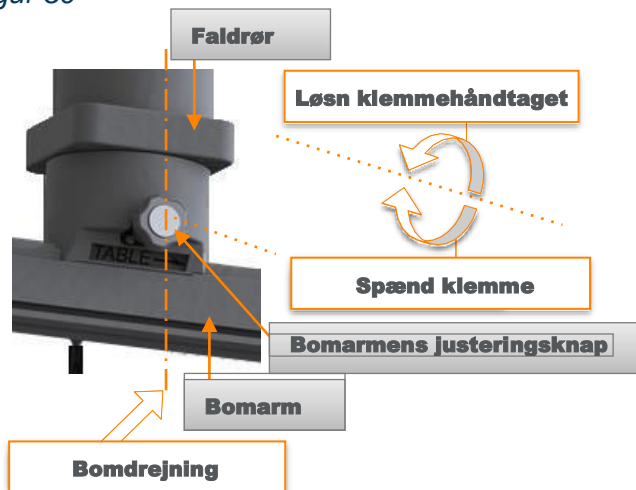 Faldrør
Løsn klemmehåndtaget
TABLE
Spænd klemme
Bomarmens justeringsknap
Bomarm
Bomdrejning